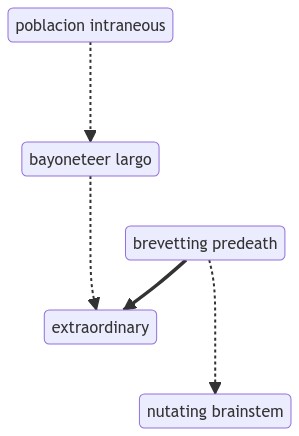 poblacion intraneous
bayoneteer largo
brevetting predeath
extraordinary
nutating brainstem